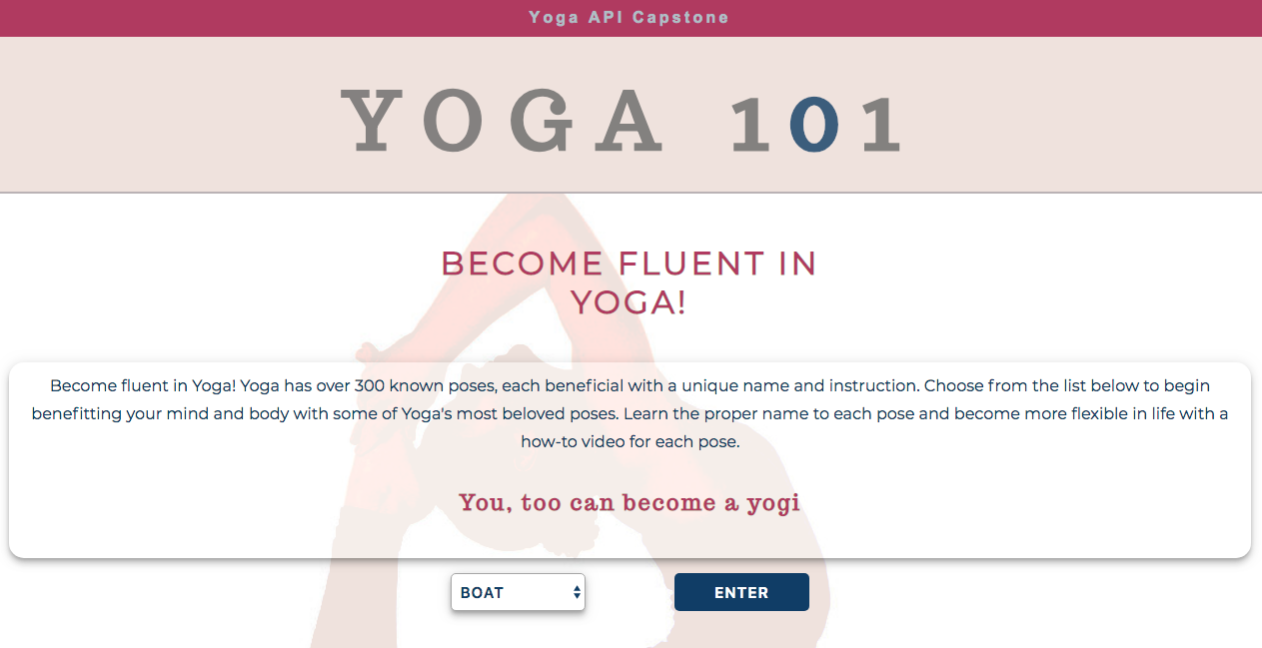 Yoga API Capstone
YOGA 101
BECOME FLUENT IN
YOGA!
Become fluent in Yoga! Yoga has over 300 known poses, each beneficial with a unique name and instruction. Choose from the list below to begin
benefitting your mind and body with some of Yoga's most beloved poses. Learn the proper name to each pose and become more flexible in life with a
how-to video for each pose.
You, too can become a yogi
BOAT ENTER